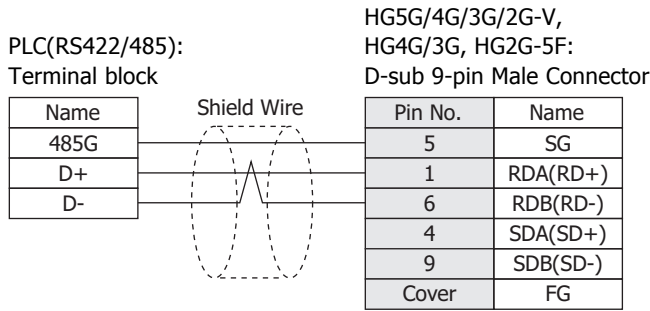 PLC(RS422/485):
Terminal block
HG5G/4G/3G/2G-V,
HG4G/3G, HG2G-5F:
D-sub 9-pin Male Connector
Name
Shield Wire
Pin No.
Name
485G
5
SG
D+
1
RDA(RD+)
D-
6
RDB(RD-)
4
SDA(SD+)
9
SDB(SD-)
Cover
FG